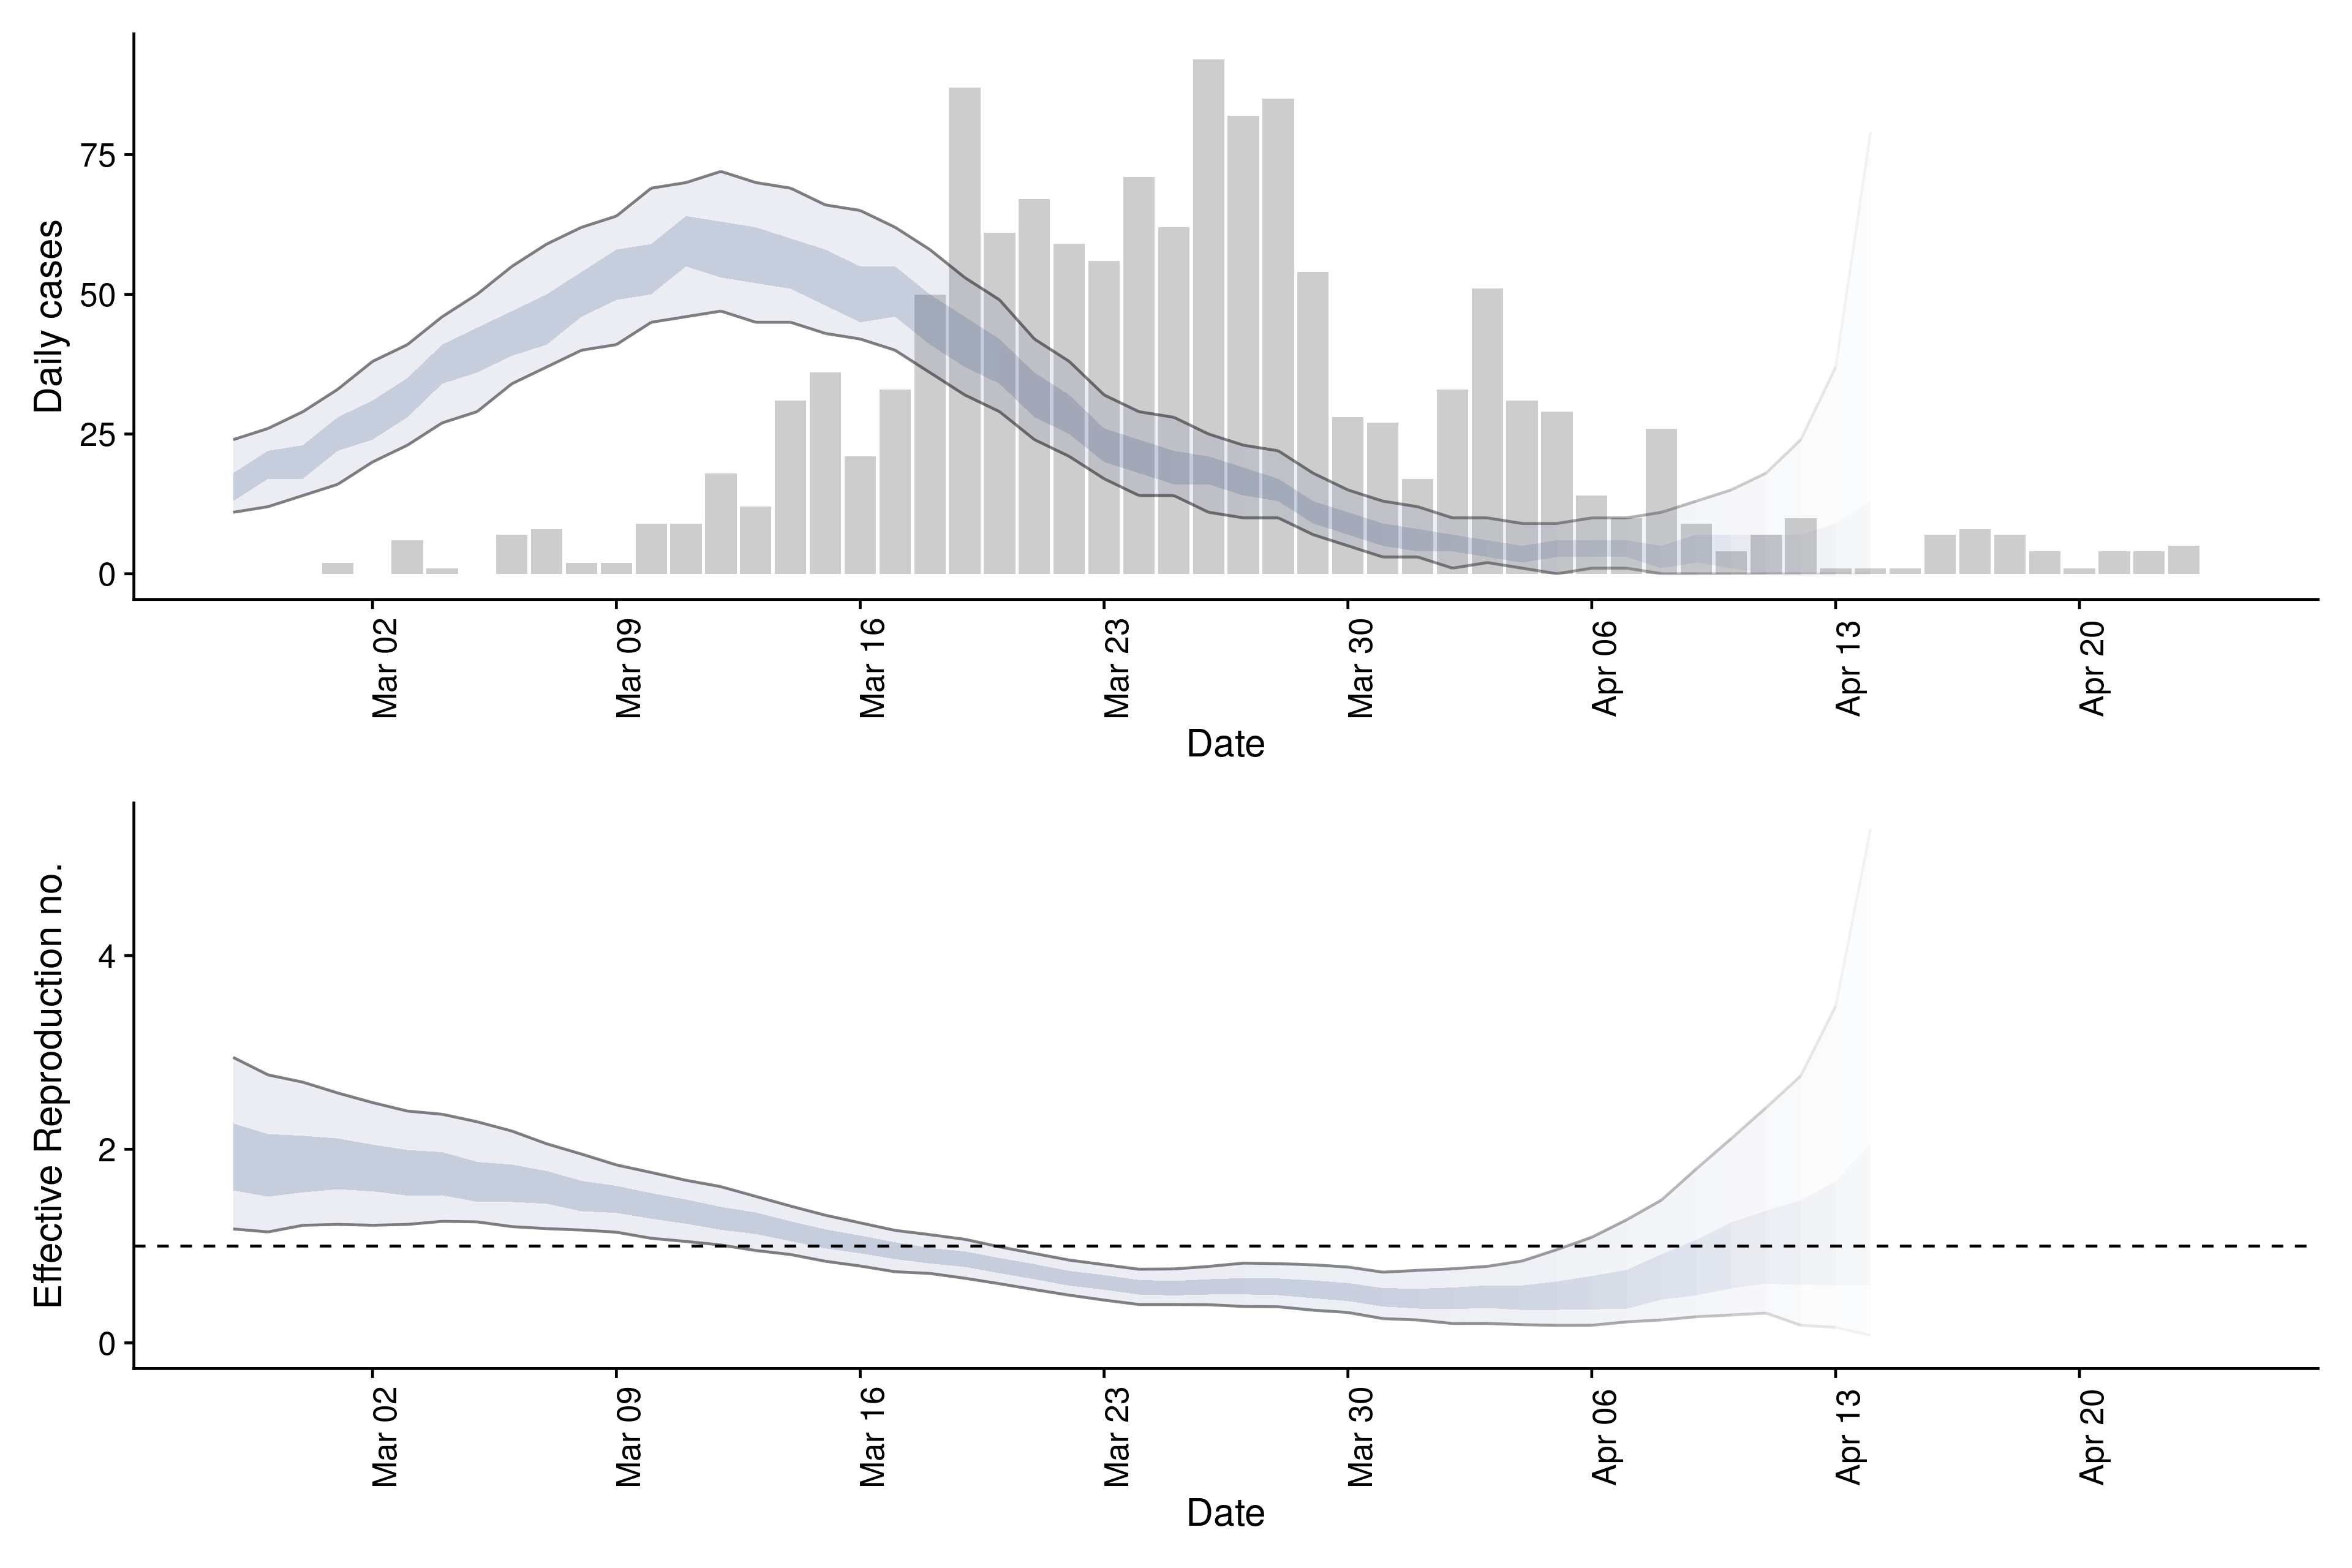 Daily cases
75
50
25
0
Mar 02
Mar 09
Mar 16
Mar 23
Mar 30
Apr 06
Apr 13
Apr 20
Date
Effective Reproduction no.
4
2
0
Mar 02
Mar 09
Mar 16
Mar 23
Mar 30
Apr 06
Apr 13
Apr 20
Date